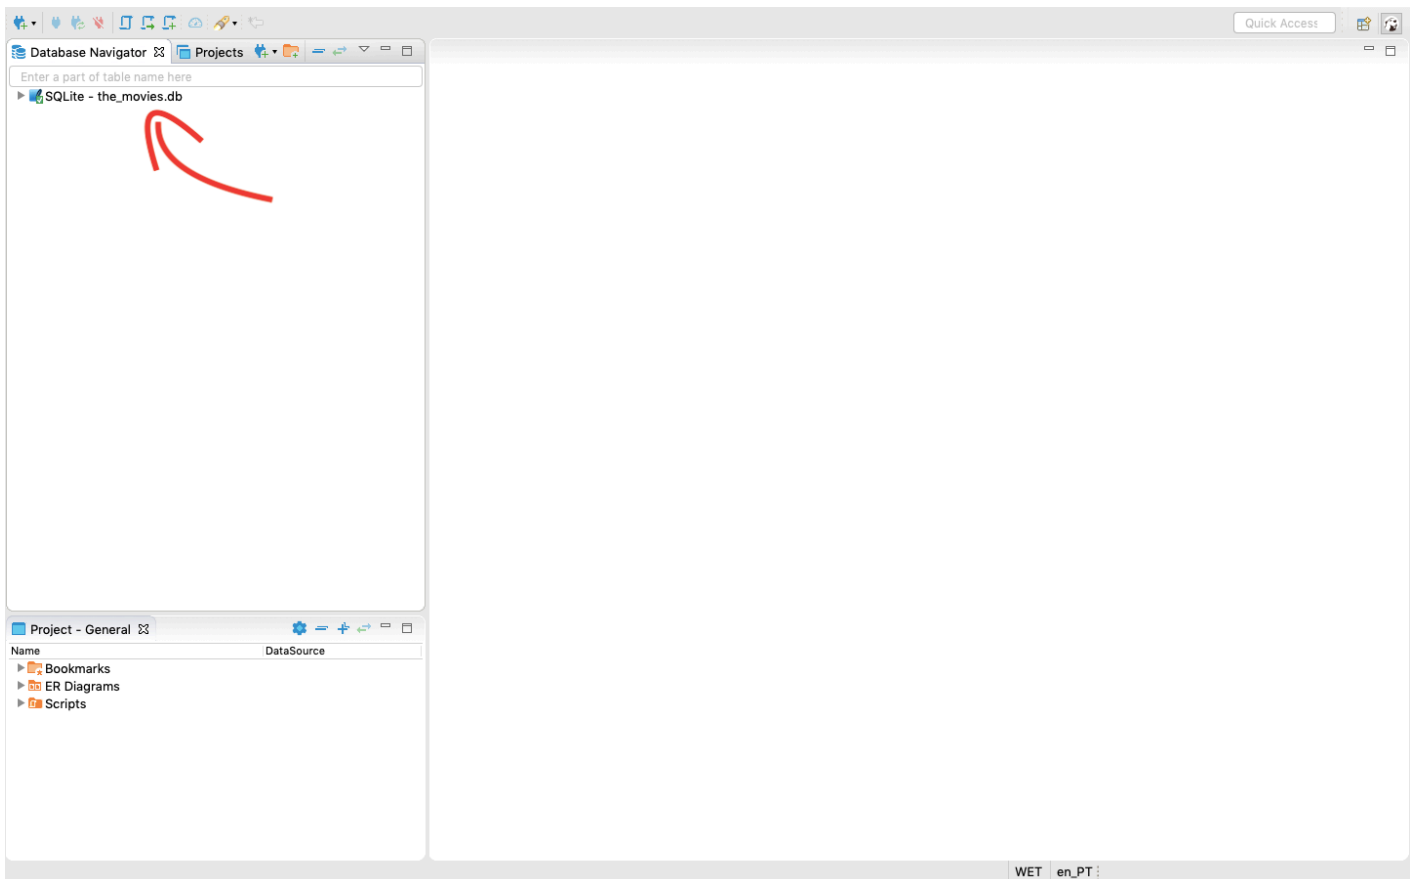 Quick Access
Database Navigator Projects
Enter a part of table name here
SQLite - the_movies.db
Project - General
Name DataSource
Bookmarks
ER Diagrams
Scripts
WET en_PT